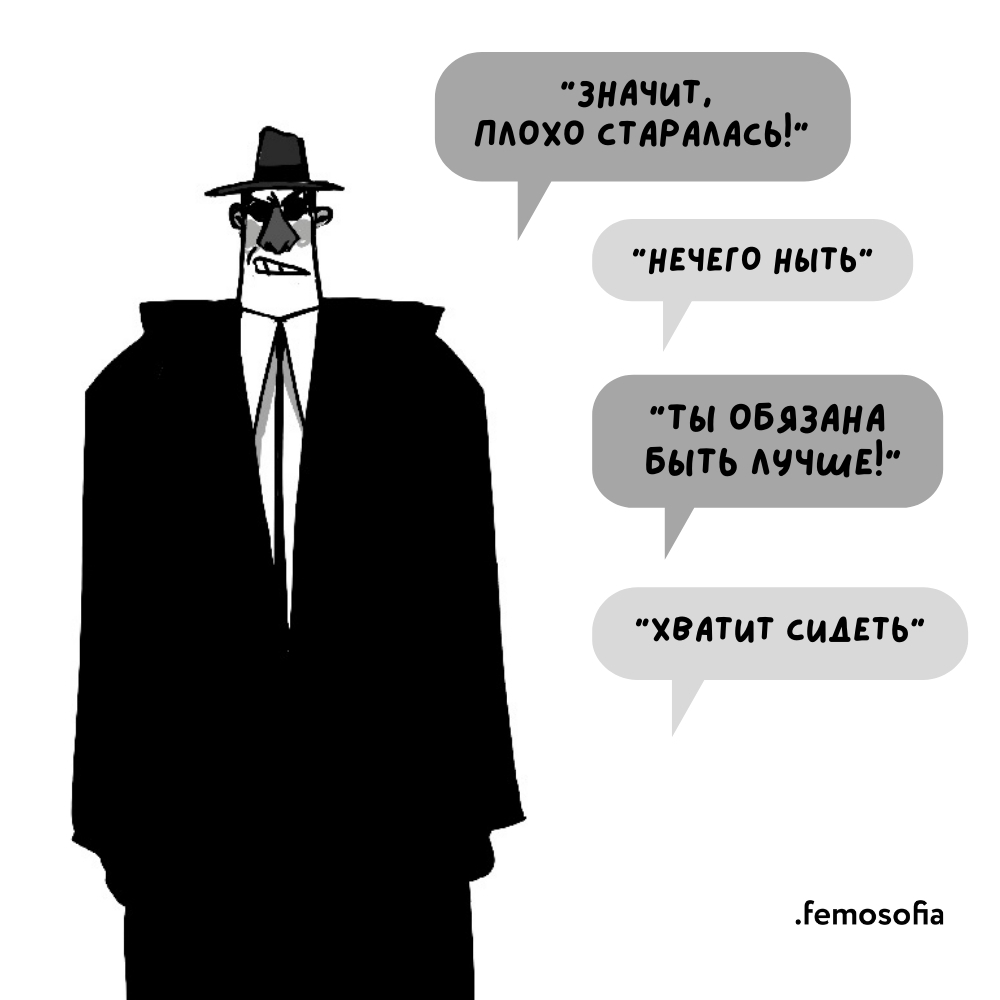 "ЗНАЧИТ,
ПЛОХО СТАРАЛАСЬ!"
"НЕЧЕГО НЫТЬ"
"ТЫ ОБЯЗАНА
БЫТЬ ЛУЧШЕ!"
"ХВАТИТ СИДЕТЬ"
.femosofia